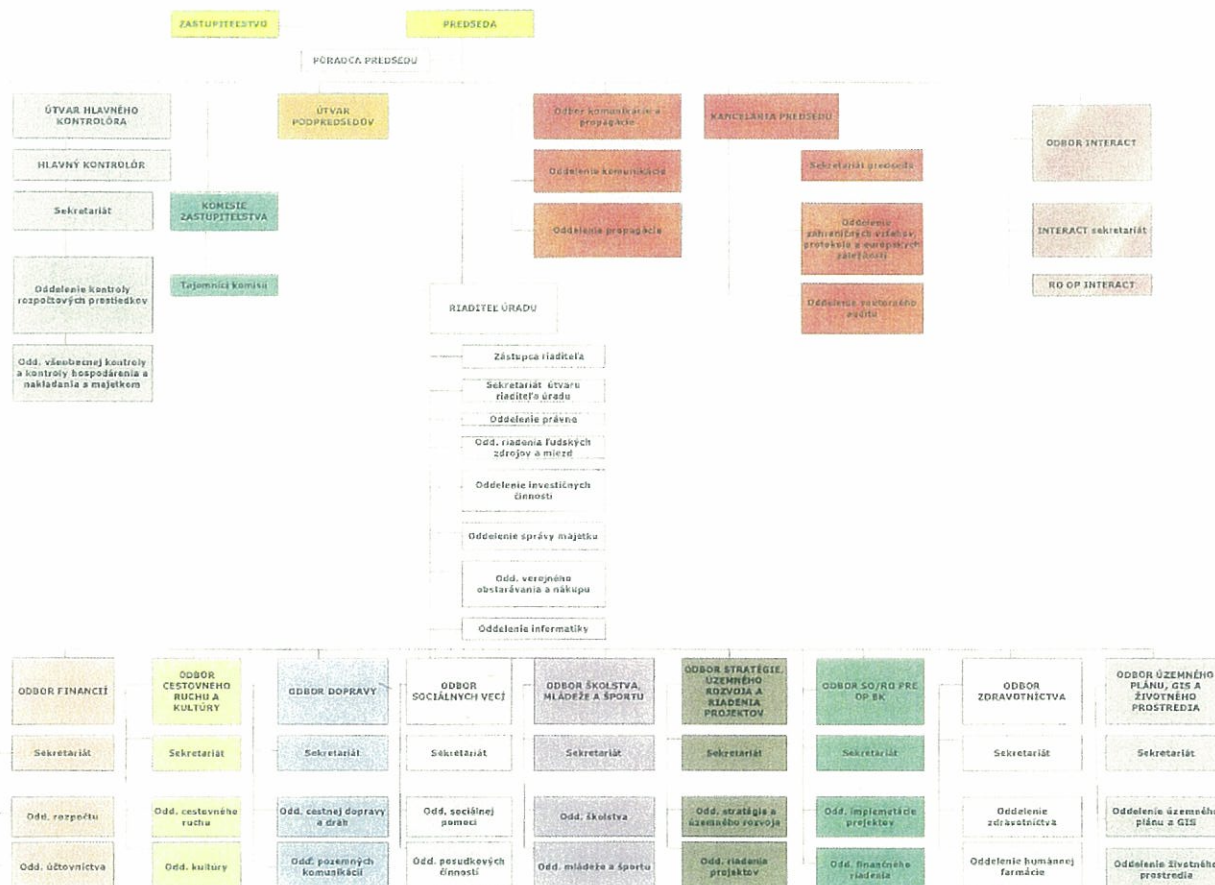 ZASTUPITEĽSTVO
PREDSEDA
PORADCA PREDSEDU
ÚTVAR HLAVNÉHO
KONTROLÓRA
HLAVNÝ KONTROLÓR
Sekretariát
Oddelenie kontroly
rozpočtových prostriedkov
Odd. všeobecnej kontroly
a kontroly hospodárenia a
nakladania s majetkom
KOMISIE
ZASTUPITEĽSTVA
Tajomníci komisií
ÚTVAR
PODPREDSEDOV
Odbor komunikácie a
propagácie
Oddelenie komunikácie
Oddelenie propagácie
KANCELÁRIA PREDSEDU
Sekretariát predsedu
Oddelenie
zahraničných vzťahov,
protokolu a európskych
záležitostí
Oddelenie vnútorného
auditu
ODBOR INTERACT
INTERACT sekretariát
RO OP INTERACT
RIADITEĽ ÚRADU
Zástupca riaditeľa
Sekretariát útvaru
riaditeľa úradu
Oddelenie právne
Odd. riadenia ľudských
zdrojov a miezd
Oddelenie investičných
činností
Oddelenie správy majetku
Odd. verejného
obstarávania a nákupu
Oddelenie informatiky
ODBOR FINANCIÍ
Sekretariát
Odd. rozpočtu
Odd. účtovníctva
ODBOR
CESTOVNÉHO
RUCHU A
KULTÚRY
Sekretariát
Odd. cestovného
ruchu
Odd. kultúry
ODBOR DOPRAVY
Sekretariát
Odd. cestnej dopravy
a dráh
Odd. pozemných
komunikácií
ODBOR
SOCIÁLNYCH VECÍ
Sekretariát
Odd. sociálnej
pomoci
Odd. posudkových
činností
ODBOR ŠKOLSTVA,
MLÁDEŽE A ŠPORTU
Sekretariát
Odd. školstva
Odd. mládeže a športu
ODBOR STRATÉGIE,
ÚZEMNÉHO
ROZVOJA A
RIADENIA
PROJEKTOV
Sekretariát
Odd. stratégie a
územného rozvoja
Odd. riadenia
projektov
ODBOR SO/RO PRE
OP BK
Sekretariát
Odd. implemetácie
projektov
Odd. finančného
riadenia
ODBOR
ZDRAVOTNÍCTVA
Sekretariát
Oddelenie
zdravotníctva
Oddelenie humánnej
farmácie
ODBOR ÚZEMNÉHO
PLÁNU, GIS A
ŽIVOTNÉHO
PROSTREDIA
Sekretariát
Oddelenie územného
plánu a GIS
Oddelenie životného
prostredia